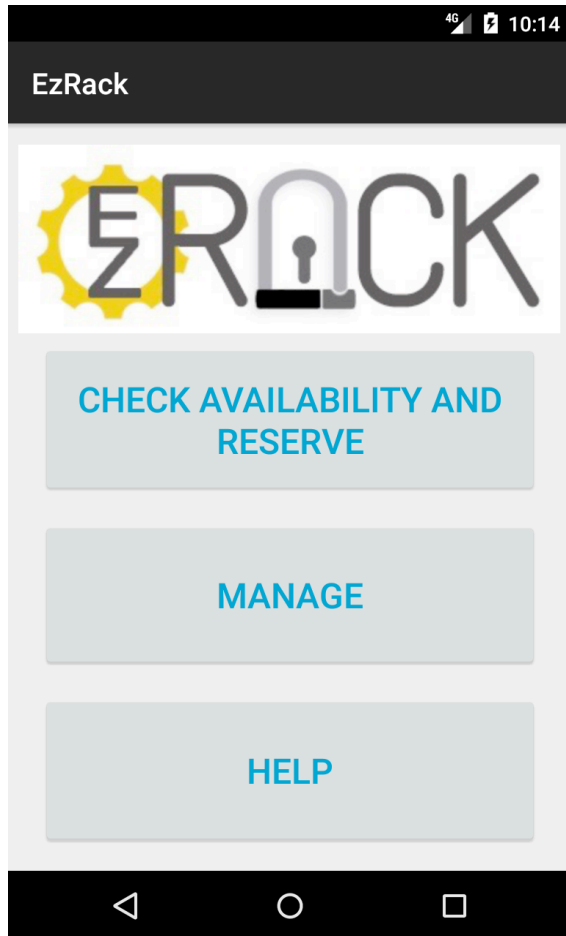 4G 10:14
EzRack
EZRACK
CHECK AVAILABILITY AND
RESERVE
MANAGE
HELP